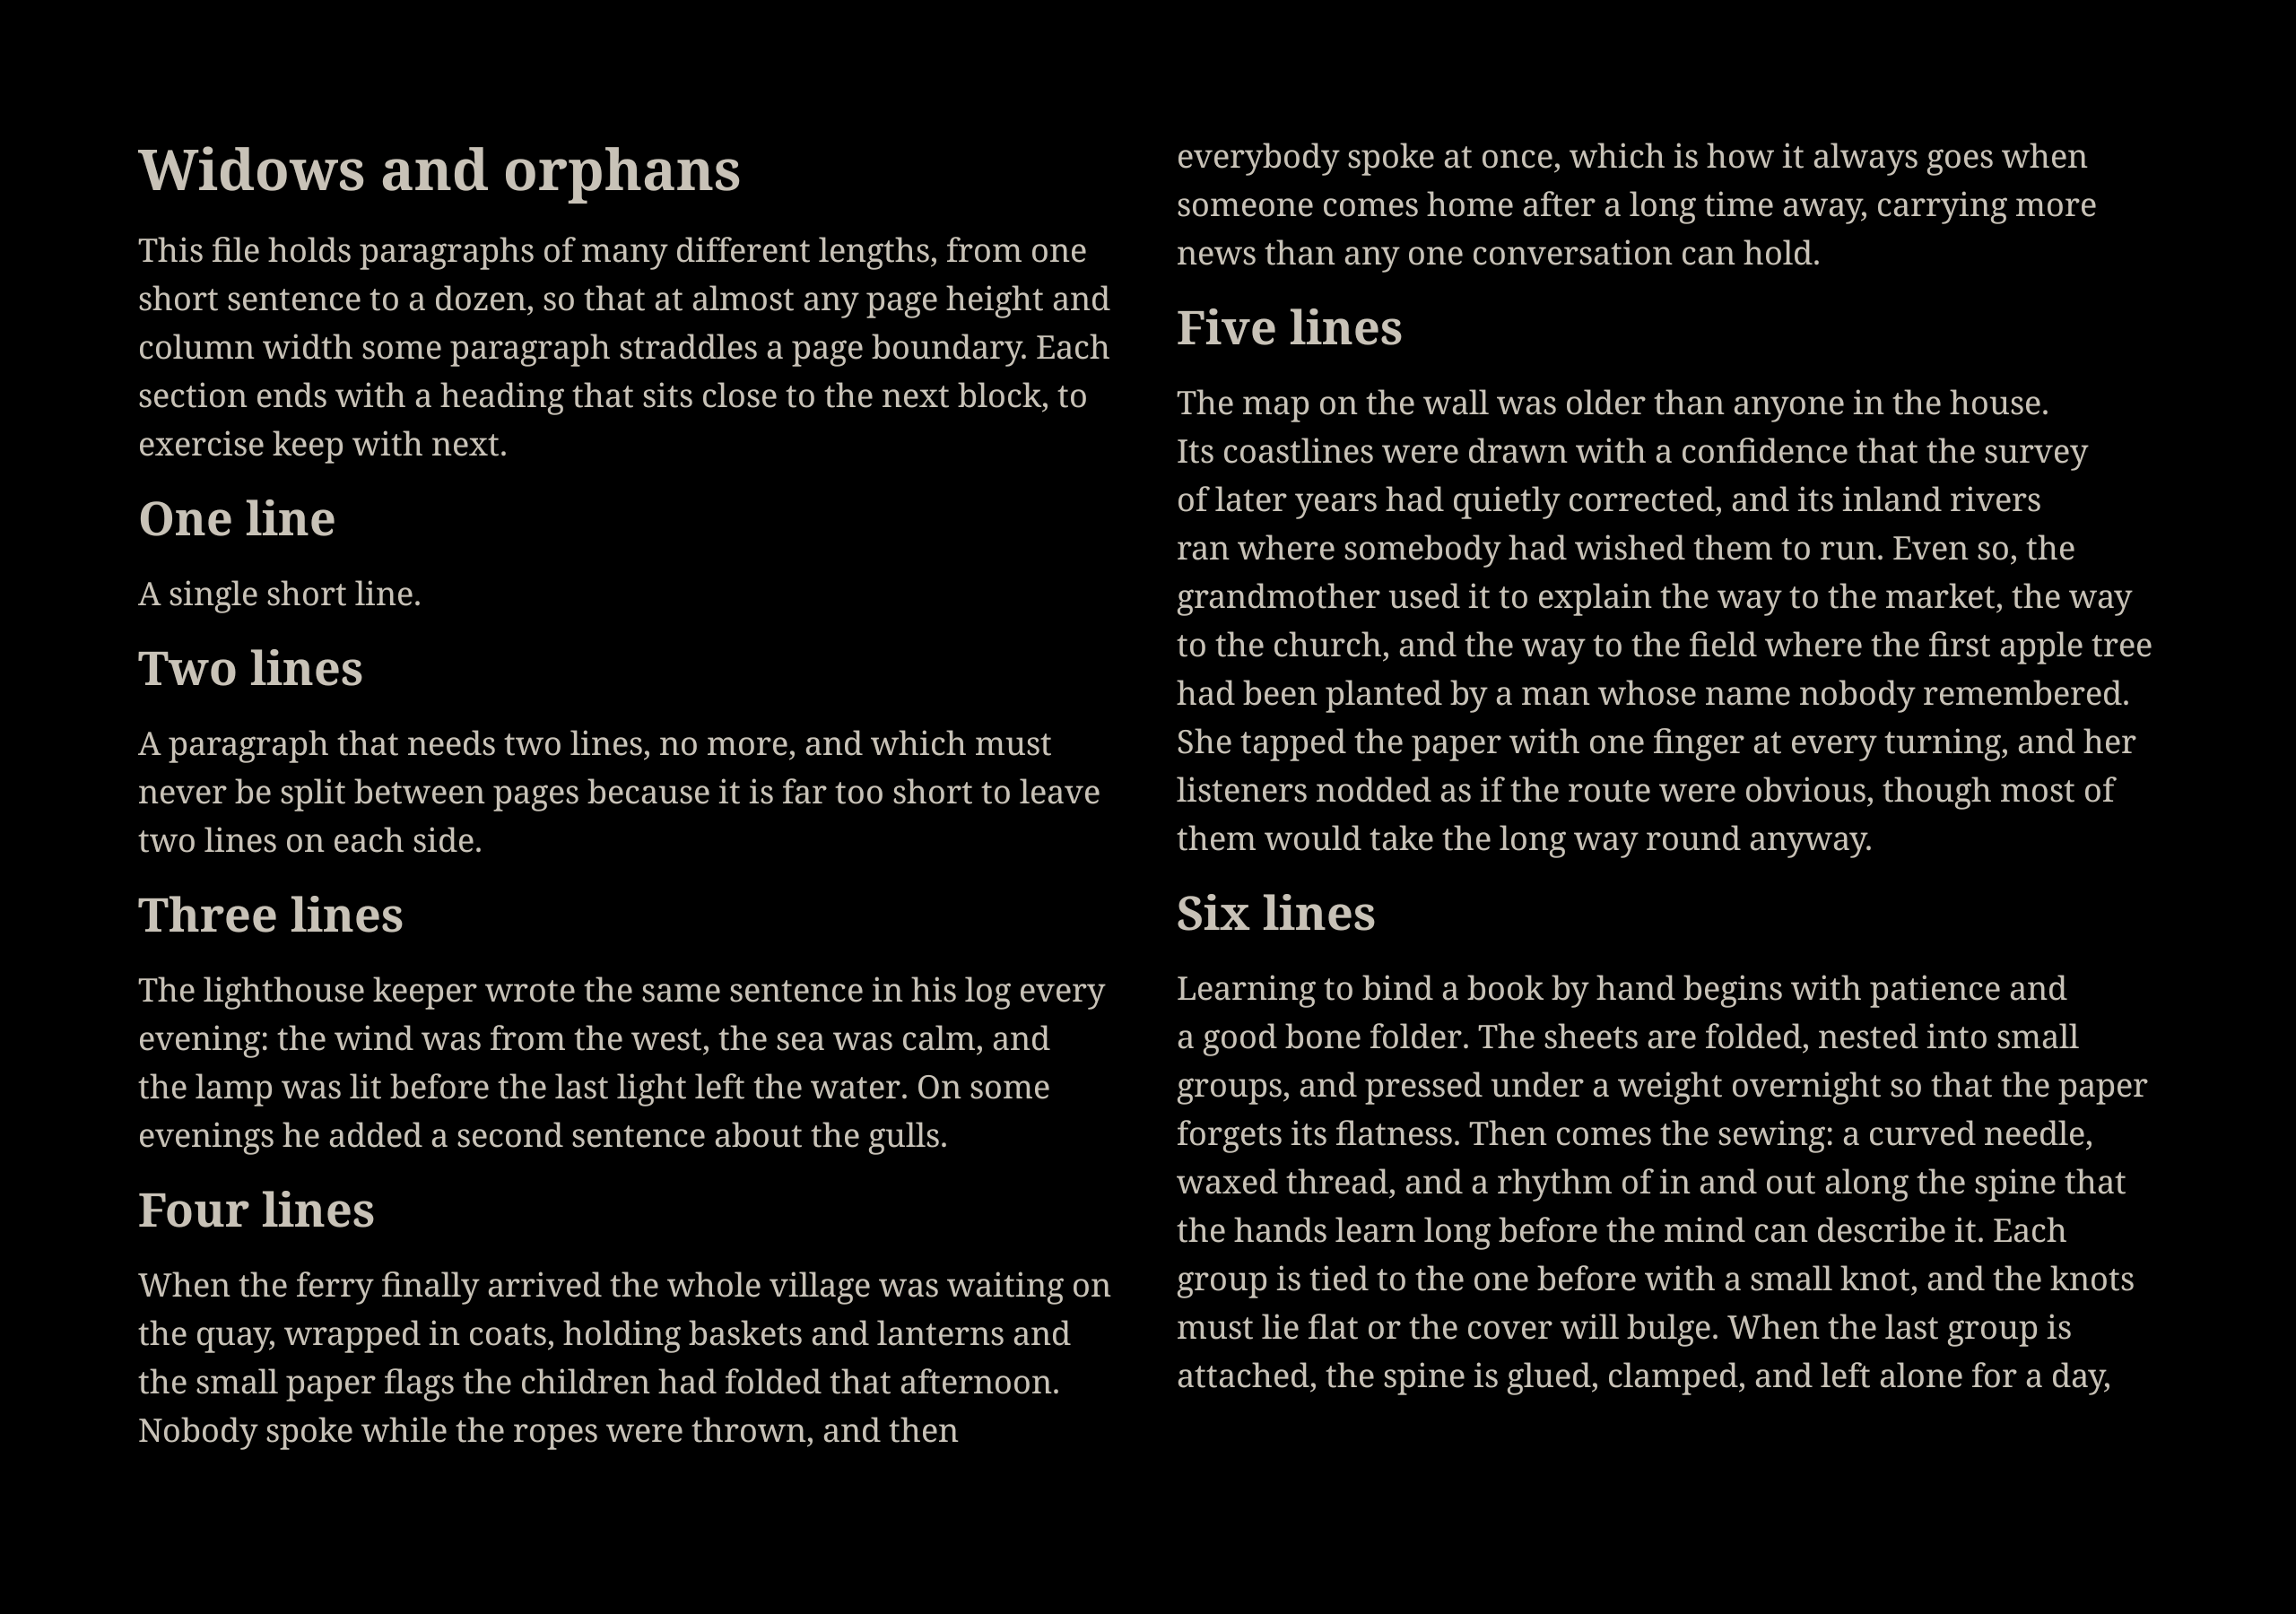 Widows and orphans
This file holds paragraphs of many different lengths, from one
short sentence to a dozen, so that at almost any page height and
column width some paragraph straddles a page boundary. Each
section ends with a heading that sits close to the next block, to
exercise keep with next.
One line
A single short line.
Two lines
A paragraph that needs two lines, no more, and which must
never be split between pages because it is far too short to leave
two lines on each side.
Three lines
The lighthouse keeper wrote the same sentence in his log every
evening: the wind was from the west, the sea was calm, and
the lamp was lit before the last light left the water. On some
evenings he added a second sentence about the gulls.
Four lines
When the ferry finally arrived the whole village was waiting on
the quay, wrapped in coats, holding baskets and lanterns and
the small paper flags the children had folded that afternoon.
Nobody spoke while the ropes were thrown, and then
everybody spoke at once, which is how it always goes when
someone comes home after a long time away, carrying more
news than any one conversation can hold.
Five lines
The map on the wall was older than anyone in the house.
Its coastlines were drawn with a confidence that the survey
of later years had quietly corrected, and its inland rivers
ran where somebody had wished them to run. Even so, the
grandmother used it to explain the way to the market, the way
to the church, and the way to the field where the first apple tree
had been planted by a man whose name nobody remembered.
She tapped the paper with one finger at every turning, and her
listeners nodded as if the route were obvious, though most of
them would take the long way round anyway.
Six lines
Learning to bind a book by hand begins with patience and
a good bone folder. The sheets are folded, nested into small
groups, and pressed under a weight overnight so that the paper
forgets its flatness. Then comes the sewing: a curved needle,
waxed thread, and a rhythm of in and out along the spine that
the hands learn long before the mind can describe it. Each
group is tied to the one before with a small knot, and the knots
must lie flat or the cover will bulge. When the last group is
attached, the spine is glued, clamped, and left alone for a day,